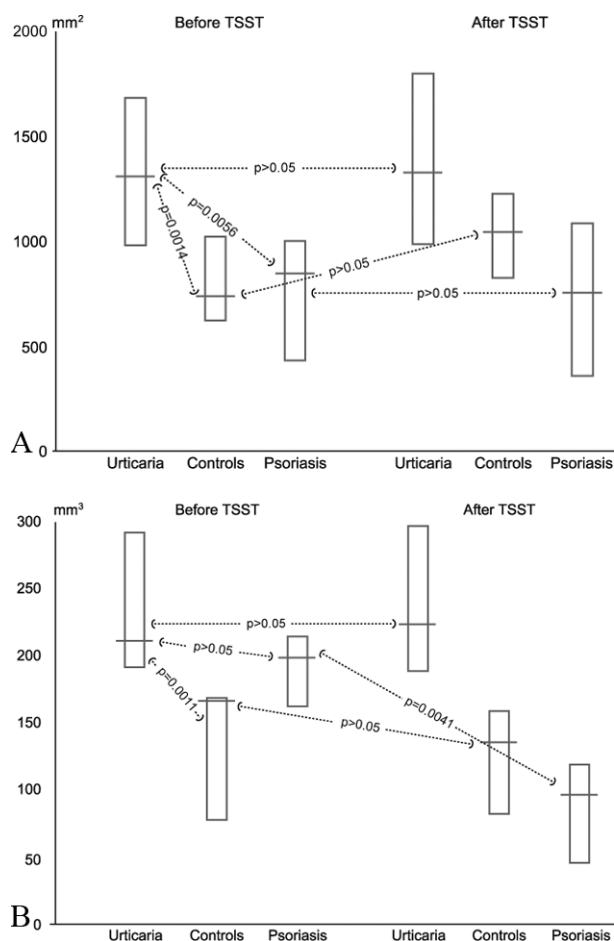 mm²
Before TSST
After TSST
2000
1500
1000
500
0
p>0.05
p=0.0056
p=0.0014
p>0.05
p>0.05
A
Urticaria Controls Psoriasis Urticaria Controls Psoriasis
mm³
Before TSST
After TSST
300
250
200
150
100
50
0
p>0.05
p>0.05
p=0.0011
p>0.05
p=0.0041
B
Urticaria Controls Psoriasis Urticaria Controls Psoriasis